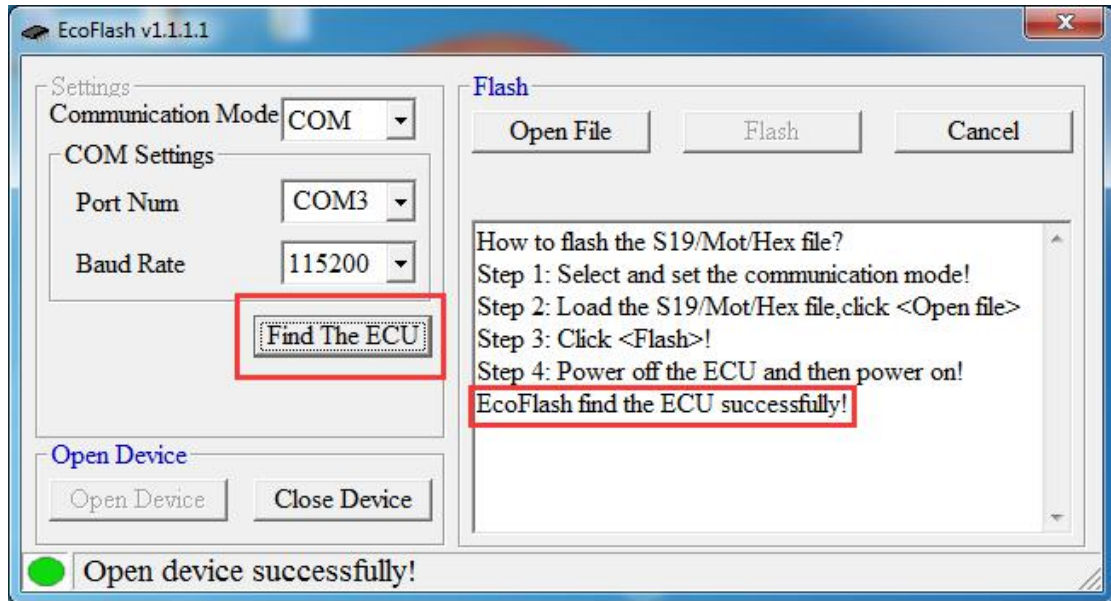 EcoFlash v1.1.1.1
Settings
Communication Mode COM
COM Settings
Port Num COM3
Baud Rate 115200
Find The ECU
Open Device
Open Device Close Device
Flash
Open File Flash Cancel
How to flash the S19/Mot/Hex file?
Step 1: Select and set the communication mode!
Step 2: Load the S19/Mot/Hex file,click <Open file>
Step 3: Click <Flash>!
Step 4: Power off the ECU and then power on!
EcoFlash find the ECU successfully!
Open device successfully!